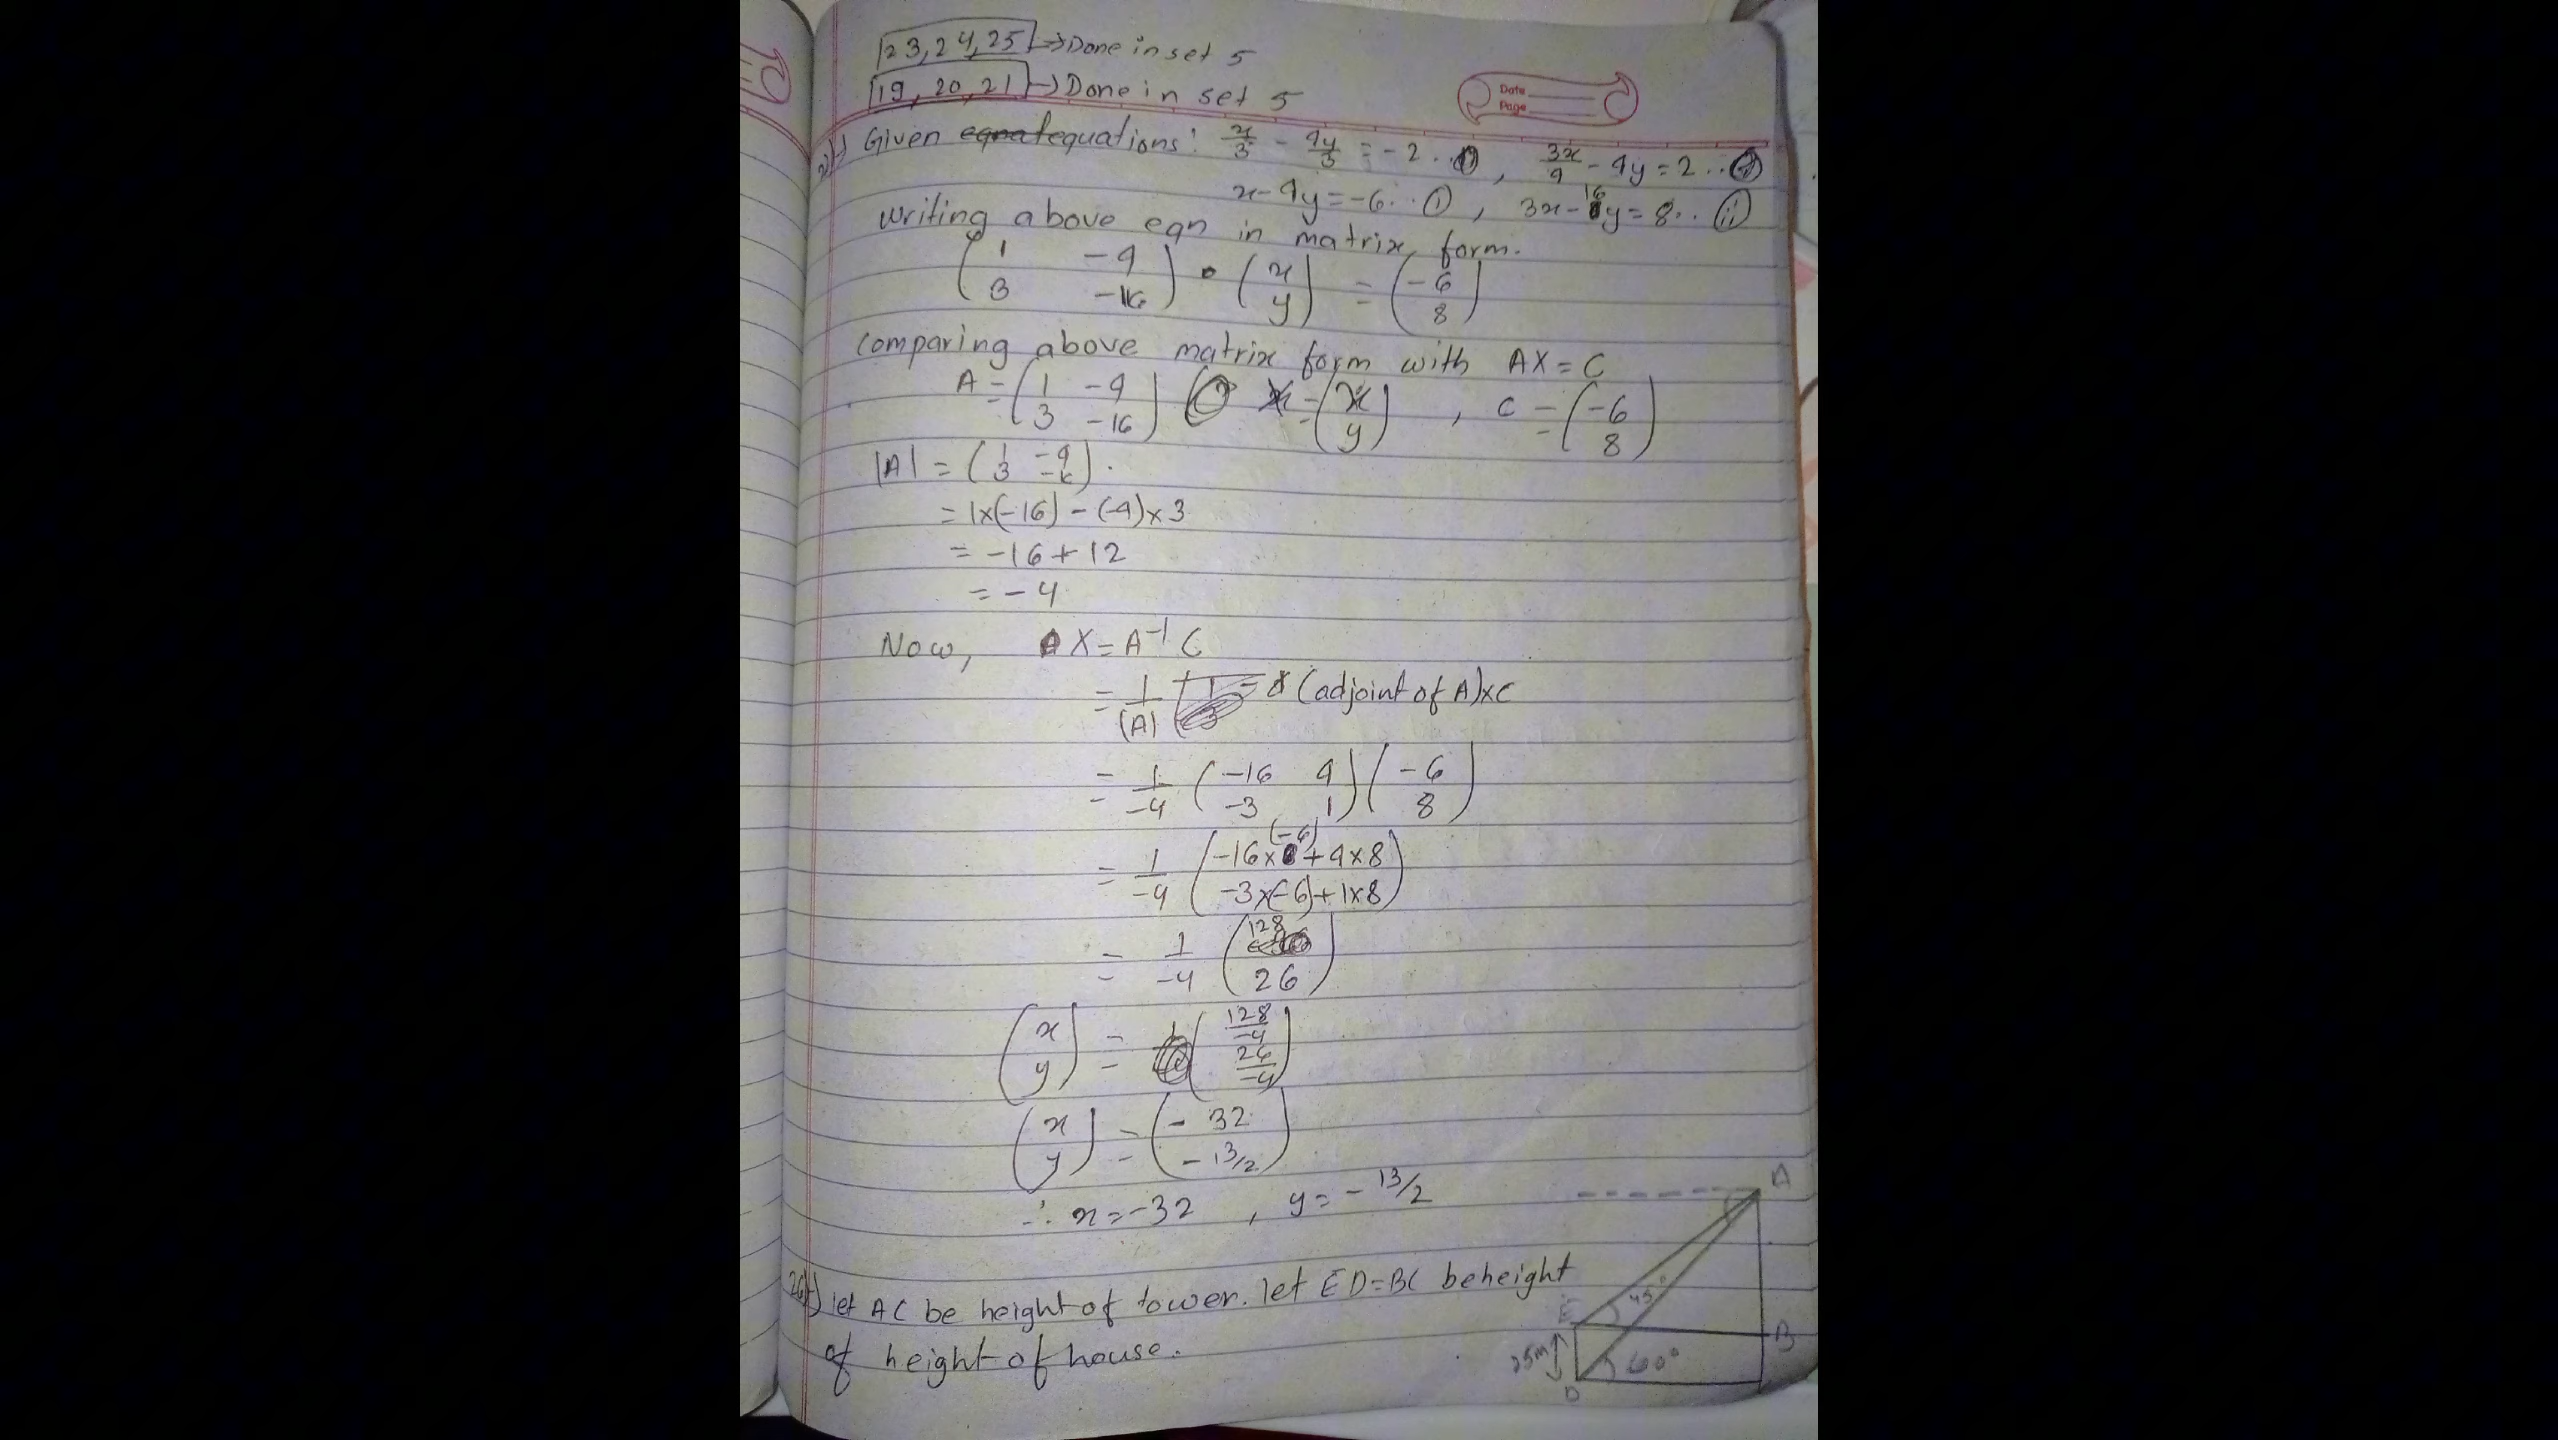 23,24,25 → Done in set 5
19, 20, 21 → Done in set 5
Date
Page
Given equations: x/3 - 4y/3 = -2 .. , 3x/4 - 4y = 2 ..
x - 4y = -6 .. (i) , 3x - 16y = 8 .. (ii)
writing above eqn in matrix form.
(1 -4
3 -16) · (x
y) = (-6
8)
comparing above matrix form with AX = C
A = (1 -4
3 -16) X = (x
y) , C = (-6
8)
|A| = (1 -4
3 -16).
= 1×(-16) - (-4)×3
= -16 + 12
= -4
Now, X = A⁻¹ C
= 1/|A| (adjoint of A)×C
= 1/-4 (-16 4
-3 1) (-6
8)
= 1/-4 (-16×(-6)+4×8
-3×(-6)+1×8)
= 1/-4 (128
26)
(x
y) = (128/-4
26/-4)
(x
y) = (-32
-13/2)
∴ x = -32 , y = -13/2
A
26) let AC be height of tower. let ED=BC be height
of height of house.
E
45°
B
25m
60°
D